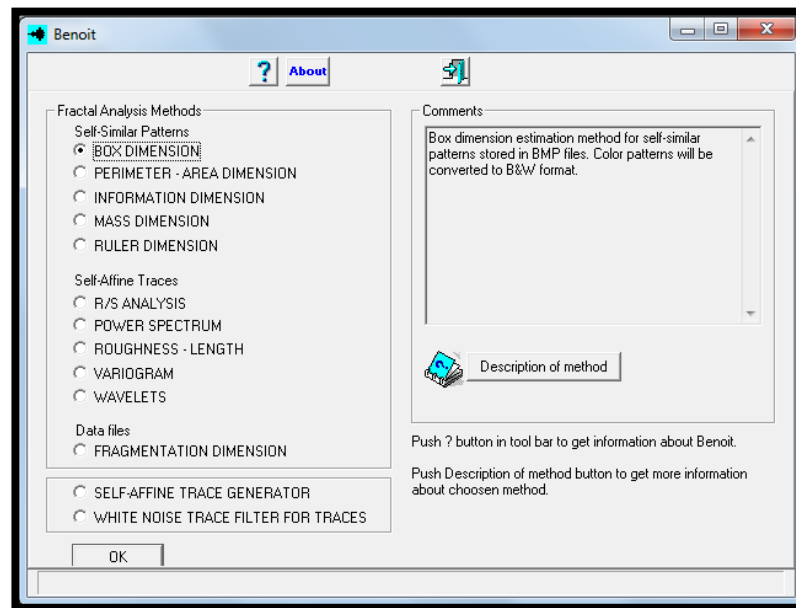 Benoit
?
About
Fractal Analysis Methods
Self-Similar Patterns
BOX DIMENSION
PERIMETER - AREA DIMENSION
INFORMATION DIMENSION
MASS DIMENSION
RULER DIMENSION
Self-Affine Traces
R/S ANALYSIS
POWER SPECTRUM
ROUGHNESS - LENGTH
VARIOGRAM
WAVELETS
Data files
FRAGMENTATION DIMENSION
SELF-AFFINE TRACE GENERATOR
WHITE NOISE TRACE FILTER FOR TRACES
OK
Comments
Box dimension estimation method for self-similar
patterns stored in BMP files. Color patterns will be
converted to B&W format.
?
Description of method
Push ? button in tool bar to get information about Benoit.
Push Description of method button to get more information
about choosen method.